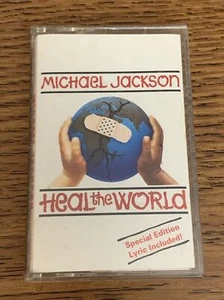 MICHAEL JACKSON
HEAL the WORLD
Special Edition
Lyric Included!